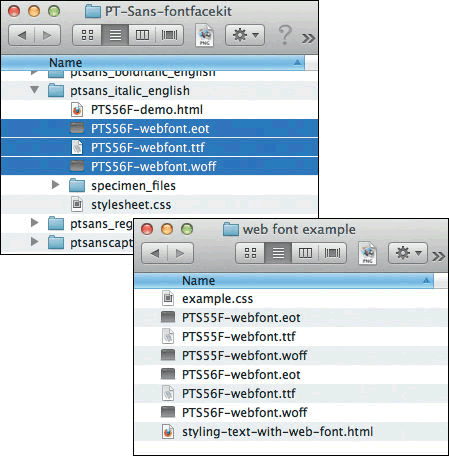 PT-Sans-fontfacekit
PNG
?
»
Name
ptsans_bolditalic_english
ptsans_italic_english
PTS56F-demo.html
PTS56F-webfont.eot
PTS56F-webfont.ttf
PTS56F-webfont.woff
specimen_files
stylesheet.css
ptsans_reg
ptsanscapt
web font example
PNG
»
Name
example.css
PTS55F-webfont.eot
PTS55F-webfont.ttf
PTS55F-webfont.woff
PTS56F-webfont.eot
PTS56F-webfont.ttf
PTS56F-webfont.woff
styling-text-with-web-font.html